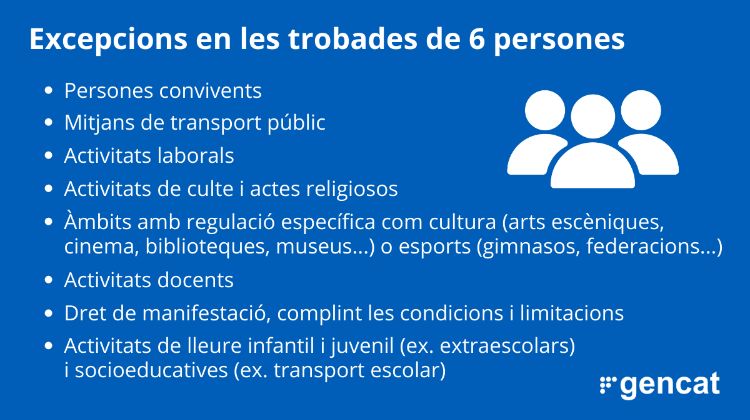 Excepcions en les trobades de 6 persones
• Persones convivents
• Mitjans de transport públic
• Activitats laborals
• Activitats de culte i actes religiosos
• Àmbits amb regulació específica com cultura (arts escèniques,
cinema, biblioteques, museus...) o esports (gimnasos, federacions...)
• Activitats docents
• Dret de manifestació, complint les condicions i limitacions
• Activitats de lleure infantil i juvenil (ex. extraescolars)
i socioeducatives (ex. transport escolar)
gencat